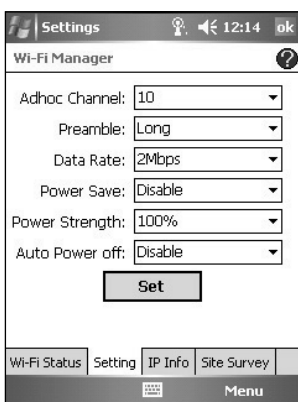 Settings 12:14 ok
Wi-Fi Manager
Adhoc Channel: 10
Preamble: Long
Data Rate: 2Mbps
Power Save: Disable
Power Strength: 100%
Auto Power off: Disable
Set
Wi-Fi Status Setting IP Info Site Survey
Menu